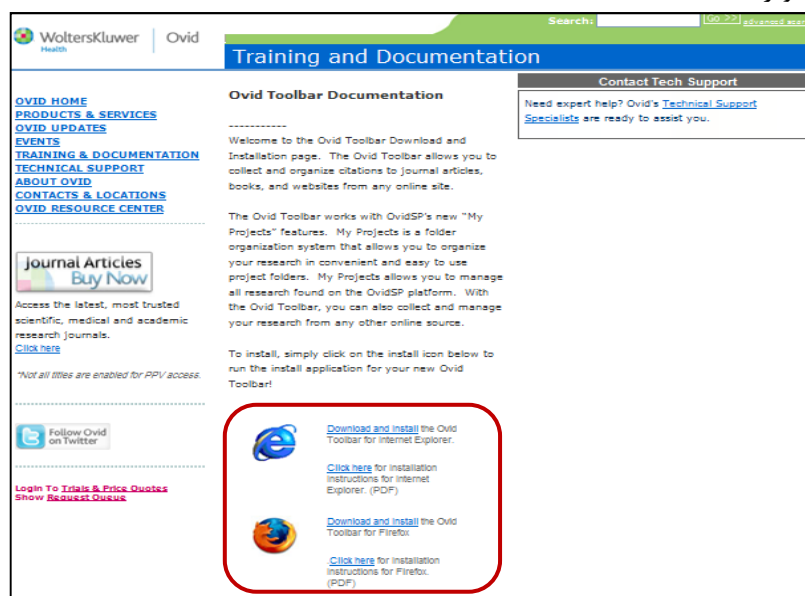 Search:
Go >>
WoltersKluwer
Health
Ovid
Training and Documentation
OVID HOME
PRODUCTS & SERVICES
OVID UPDATES
EVENTS
TRAINING & DOCUMENTATION
TECHNICAL SUPPORT
ABOUT OVID
CONTACTS & LOCATIONS
OVID RESOURCE CENTER
Journal Articles
Buy Now
Access the latest, most trusted
scientific, medical and academic
research journals.
Click here
*Not all titles are enabled for PPV access.
Follow Ovid
on Twitter
Login To Trials & Price Quotes
Show Request Queue
Ovid Toolbar Documentation
-----------
Welcome to the Ovid Toolbar Download and
Installation page. The Ovid Toolbar allows you to
collect and organize citations to journal articles,
books, and websites from any online site.
The Ovid Toolbar works with OvidSP's new "My
Projects" features. My Projects is a folder
organization system that allows you to organize
your research in convenient and easy to use
project folders. My Projects allows you to manage
all research found on the OvidSP platform. With
the Ovid Toolbar, you can also collect and manage
your research from any other online source.
To install, simply click on the install icon below to
run the install application for your new Ovid
Toolbar!
Download and install the Ovid
Toolbar for Internet Explorer.
Click here for installation
instructions for Internet
Explorer. (PDF)
Download and install the Ovid
Toolbar for Firefox
Click here for installation
instructions for Firefox.
(PDF)
Contact Tech Support
Need expert help? Ovid's Technical Support
Specialists are ready to assist you.